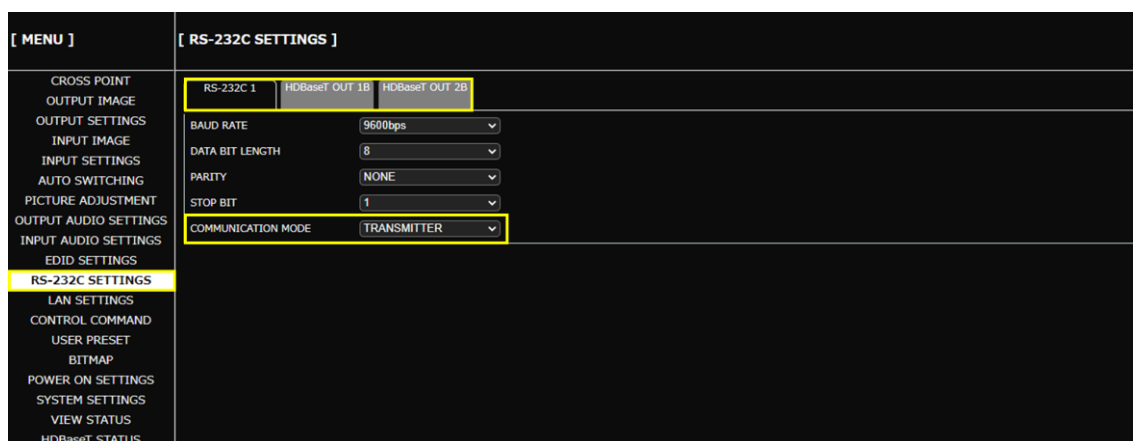 [ MENU ]
[ RS-232C SETTINGS ]
CROSS POINT
OUTPUT IMAGE
OUTPUT SETTINGS
INPUT IMAGE
INPUT SETTINGS
AUTO SWITCHING
PICTURE ADJUSTMENT
OUTPUT AUDIO SETTINGS
INPUT AUDIO SETTINGS
EDID SETTINGS
RS-232C SETTINGS
LAN SETTINGS
CONTROL COMMAND
USER PRESET
BITMAP
POWER ON SETTINGS
SYSTEM SETTINGS
VIEW STATUS
HDBaseT STATUS
RS-232C 1 HDBaseT OUT 1B HDBaseT OUT 2B
BAUD RATE 9600bps
DATA BIT LENGTH 8
PARITY NONE
STOP BIT 1
COMMUNICATION MODE TRANSMITTER